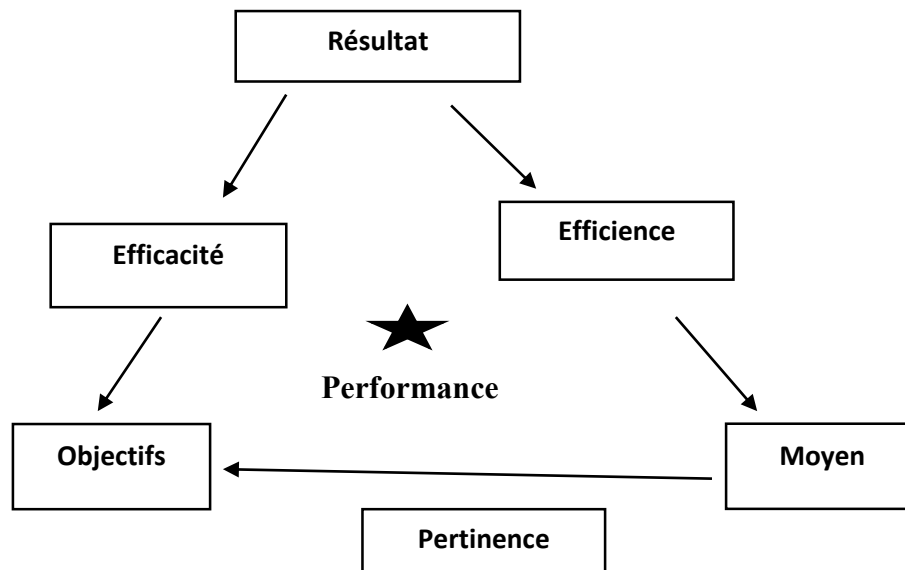 Résultat
Efficacité
Efficience
Performance
Objectifs
Moyen
Pertinence